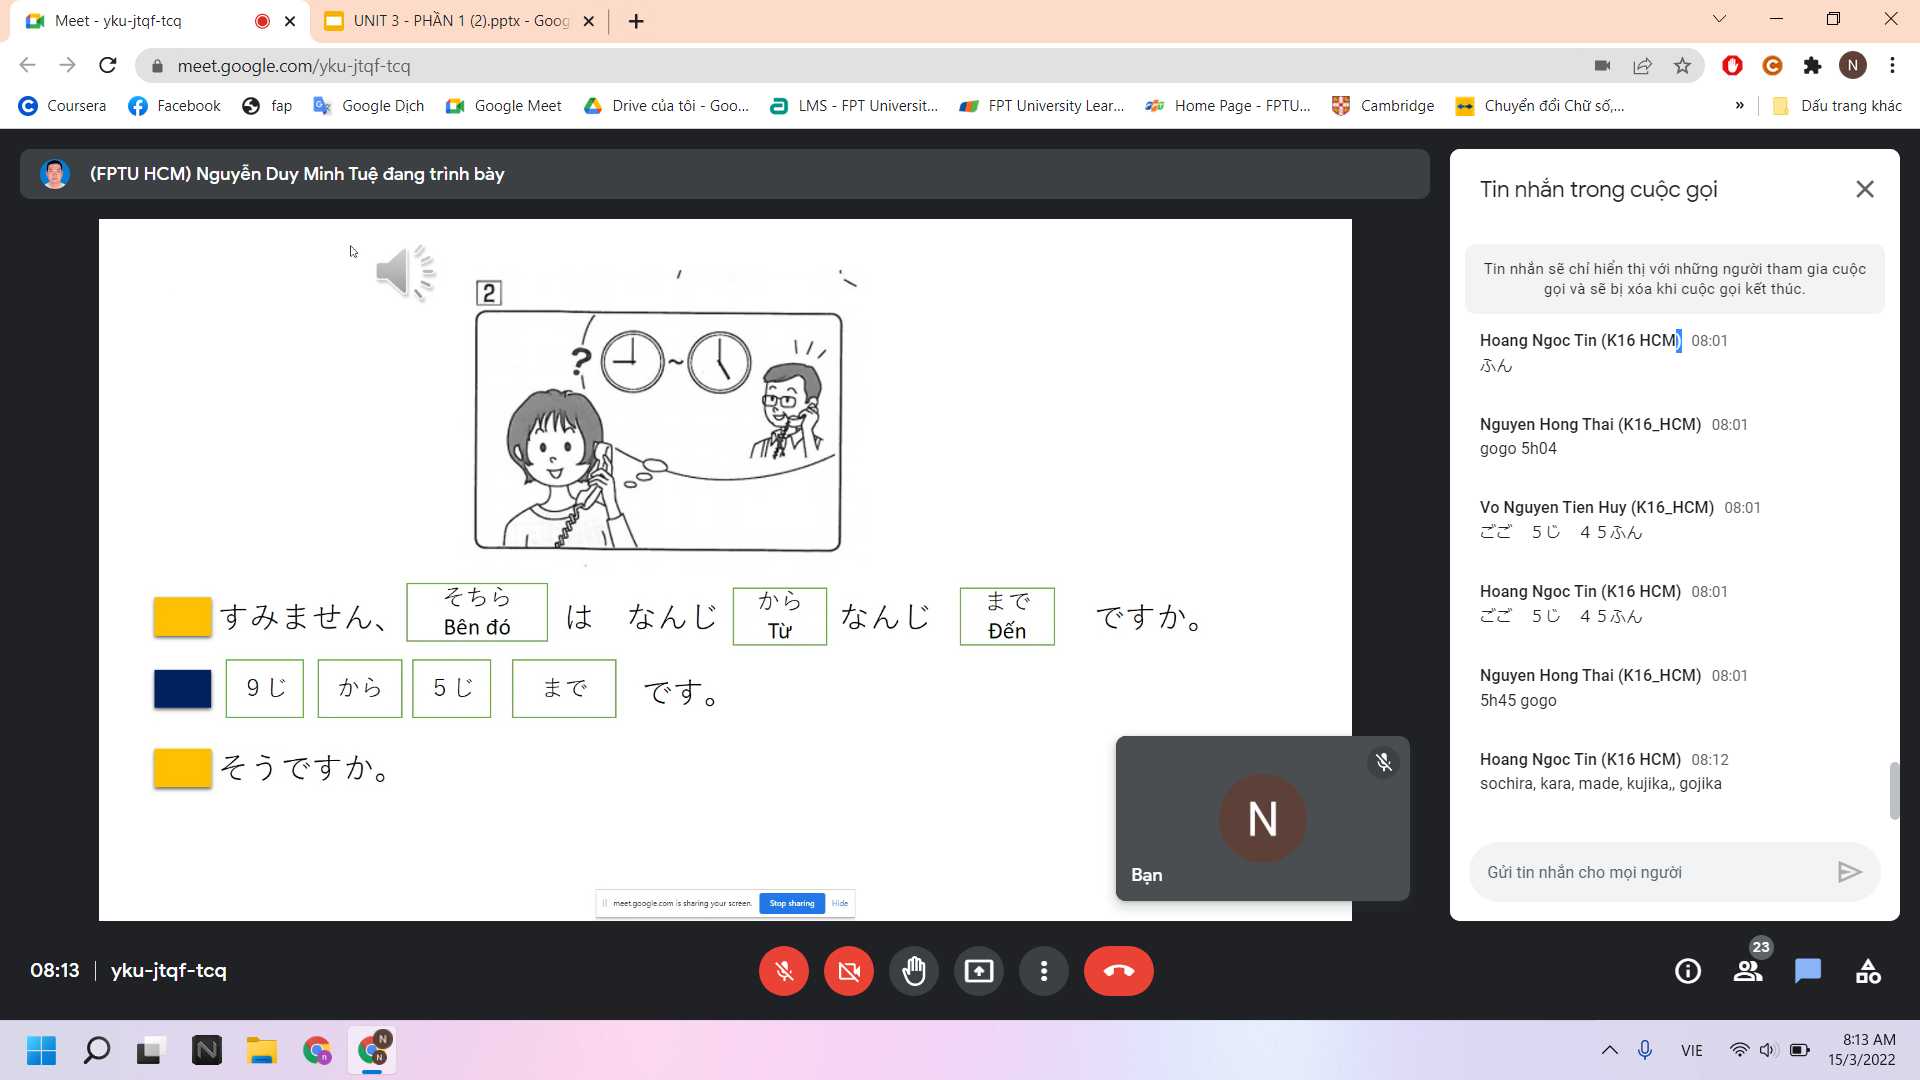 Meet - yku-jtqf-tcq
UNIT 3 - PHẦN 1 (2).pptx - Goog
meet.google.com/yku-jtqf-tcq
N
Coursera
Facebook
fap
Google Dịch
Google Meet
Drive của tôi - Goo...
LMS - FPT Universit...
FPT University Lear...
Home Page - FPTU...
Cambridge
Chuyển đổi Chữ số,...
»
Dấu trang khác
(FPTU HCM) Nguyễn Duy Minh Tuệ đang trình bày
2
?
~
すみません、 そちら は なんじ から なんじ まで ですか。
Bên đó Từ Đến
９じ から ５じ まで です。
そうですか。
N
Bạn
meet.google.com is sharing your screen. Stop sharing Hide
Tin nhắn trong cuộc gọi
Tin nhắn sẽ chỉ hiển thị với những người tham gia cuộc
gọi và sẽ bị xóa khi cuộc gọi kết thúc.
Hoang Ngoc Tin (K16 HCM) 08:01
ふん
Nguyen Hong Thai (K16_HCM) 08:01
gogo 5h04
Vo Nguyen Tien Huy (K16_HCM) 08:01
ごご　５じ　４５ふん
Hoang Ngoc Tin (K16 HCM) 08:01
ごご　５じ　４５ふん
Nguyen Hong Thai (K16_HCM) 08:01
5h45 gogo
Hoang Ngoc Tin (K16 HCM) 08:12
sochira, kara, made, kujika,, gojika
Gửi tin nhắn cho mọi người
08:13 | yku-jtqf-tcq
23
VIE
8:13 AM
15/3/2022